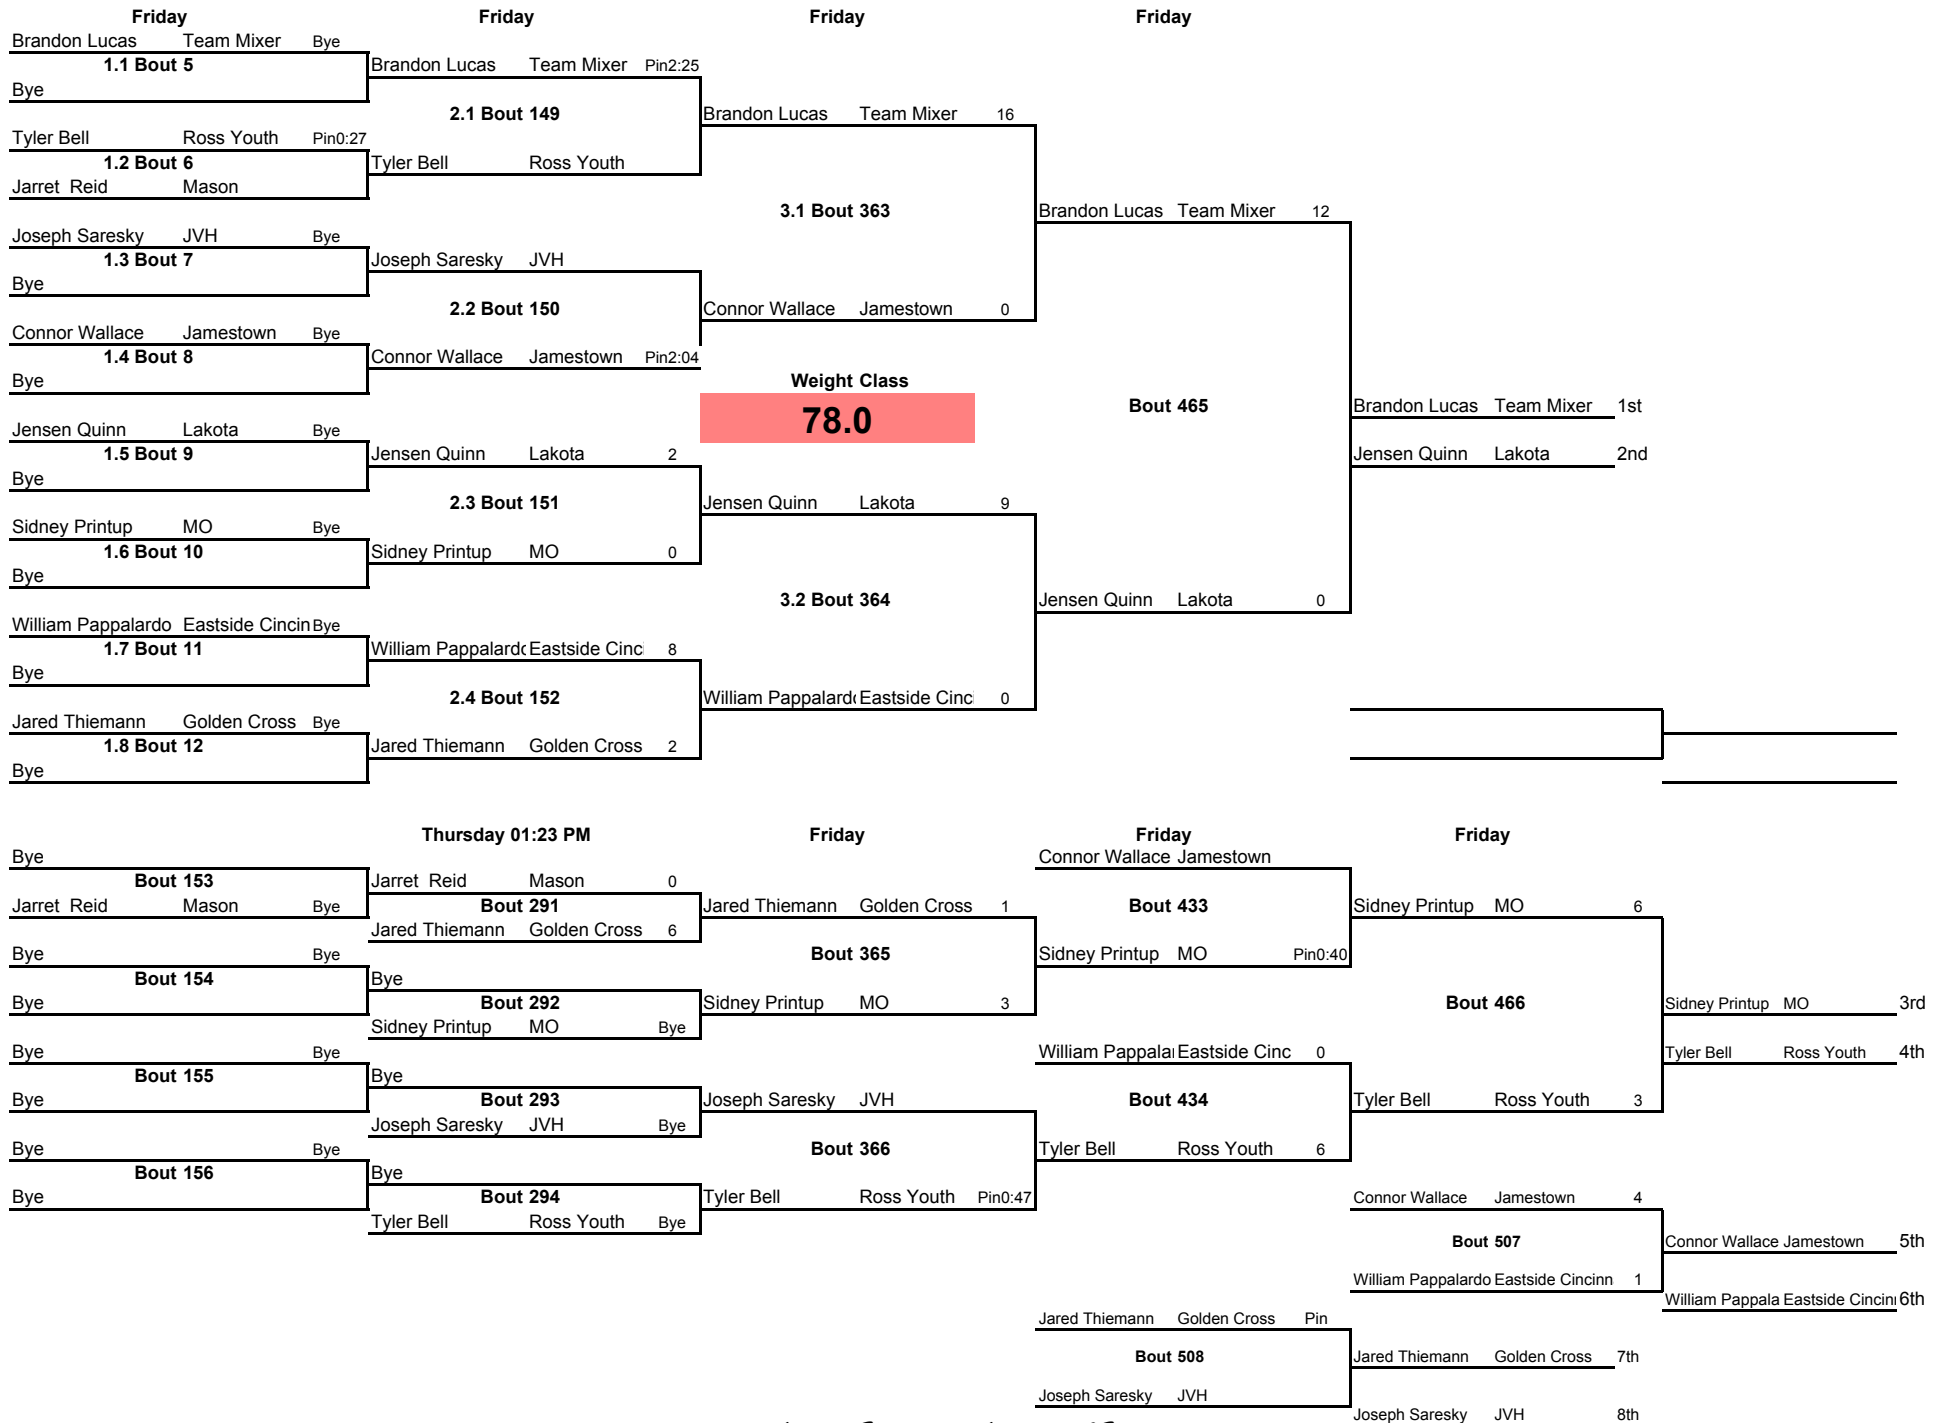 Friday Friday Friday Friday
Brandon Lucas Team Mixer Bye
1.1 Bout 5 Brandon Lucas Team Mixer Pin2:25
Bye
2.1 Bout 149 Brandon Lucas Team Mixer 16
Tyler Bell Ross Youth Pin0:27
1.2 Bout 6 Tyler Bell Ross Youth
Jarret Reid Mason
3.1 Bout 363 Brandon Lucas Team Mixer 12
Joseph Saresky JVH Bye
1.3 Bout 7 Joseph Saresky JVH
Bye
2.2 Bout 150 Connor Wallace Jamestown 0
Connor Wallace Jamestown Bye
1.4 Bout 8 Connor Wallace Jamestown Pin2:04
Bye Weight Class
78.0 Bout 465 Brandon Lucas Team Mixer 1st
Jensen Quinn Lakota Bye
1.5 Bout 9 Jensen Quinn Lakota 2 Jensen Quinn Lakota 2nd
Bye
2.3 Bout 151 Jensen Quinn Lakota 9
Sidney Printup MO Bye
1.6 Bout 10 Sidney Printup MO 0
Bye
3.2 Bout 364 Jensen Quinn Lakota 0
William Pappalardo Eastside Cincin Bye
1.7 Bout 11 William Pappalardo Eastside Cinc 8
Bye
2.4 Bout 152 William Pappalardo Eastside Cinc 0
Jared Thiemann Golden Cross Bye
1.8 Bout 12 Jared Thiemann Golden Cross 2
Bye
Thursday 01:23 PM Friday Friday Friday
Bye Connor Wallace Jamestown
Bout 153 Jarret Reid Mason 0
Jarret Reid Mason Bye Bout 291 Jared Thiemann Golden Cross 1 Bout 433 Sidney Printup MO 6
Jared Thiemann Golden Cross 6
Bye Bye Bout 365 Sidney Printup MO Pin0:40
Bout 154 Bye
Bye Bout 292 Sidney Printup MO 3 Bout 466 Sidney Printup MO 3rd
Sidney Printup MO Bye
Bye Bye William Pappala Eastside Cinc 0 Tyler Bell Ross Youth 4th
Bout 155 Bye
Bye Bout 293 Joseph Saresky JVH Bout 434 Tyler Bell Ross Youth 3
Joseph Saresky JVH Bye
Bye Bye Bout 366 Tyler Bell Ross Youth 6
Bout 156 Bye
Bye Bout 294 Tyler Bell Ross Youth Pin0:47 Connor Wallace Jamestown 4
Tyler Bell Ross Youth Bye
Bout 507 Connor Wallace Jamestown 5th
William Pappalardo Eastside Cincinn 1
William Pappala Eastside Cincin 6th
Jared Thiemann Golden Cross Pin
Bout 508 Jared Thiemann Golden Cross 7th
Joseph Saresky JVH
Joseph Saresky JVH 8th